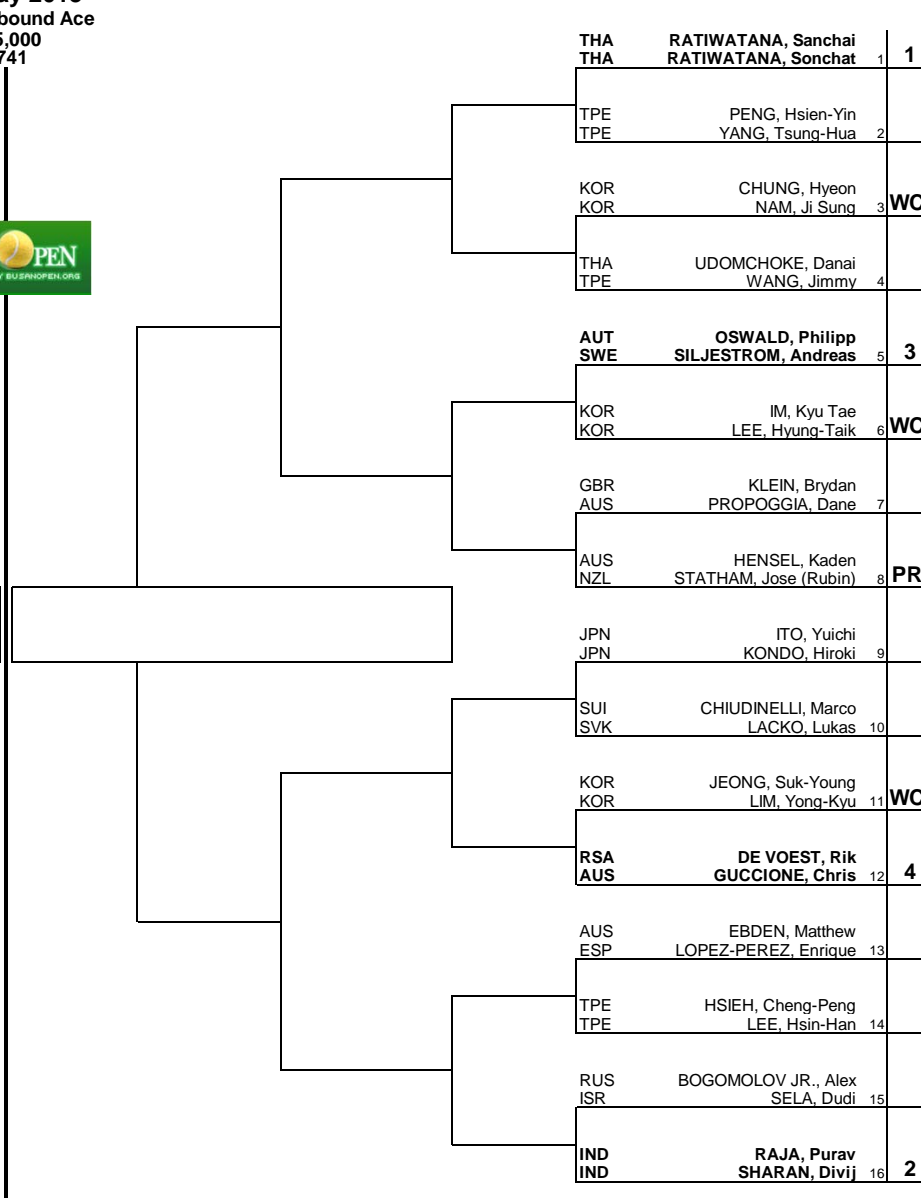 bound Ace
5,000
741
PEN
Y BUSANOPEN.ORG
THA RATIWATANA, Sanchai
THA RATIWATANA, Sonchat 1 1
TPE PENG, Hsien-Yin
TPE YANG, Tsung-Hua 2
KOR CHUNG, Hyeon
KOR NAM, Ji Sung 3 WC
THA UDOMCHOKE, Danai
TPE WANG, Jimmy 4
AUT OSWALD, Philipp
SWE SILJESTROM, Andreas 5 3
KOR IM, Kyu Tae
KOR LEE, Hyung-Taik 6 WC
GBR KLEIN, Brydan
AUS PROPOGGIA, Dane 7
AUS HENSEL, Kaden
NZL STATHAM, Jose (Rubin) 8 PR
JPN ITO, Yuichi
JPN KONDO, Hiroki 9
SUI CHIUDINELLI, Marco
SVK LACKO, Lukas 10
KOR JEONG, Suk-Young
KOR LIM, Yong-Kyu 11 WC
RSA DE VOEST, Rik
AUS GUCCIONE, Chris 12 4
AUS EBDEN, Matthew
ESP LOPEZ-PEREZ, Enrique 13
TPE HSIEH, Cheng-Peng
TPE LEE, Hsin-Han 14
RUS BOGOMOLOV JR., Alex
ISR SELA, Dudi 15
IND RAJA, Purav
IND SHARAN, Divij 16 2